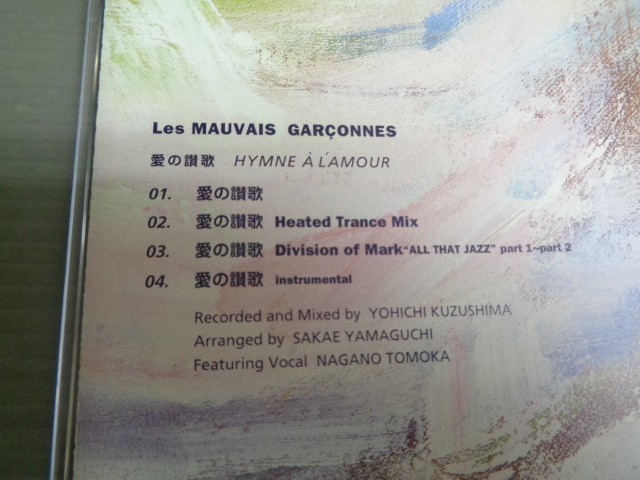 Les MAUVAIS GARÇONNES
愛の讃歌 HYMNE À L'AMOUR
01. 愛の讃歌
02. 愛の讃歌 Heated Trance Mix
03. 愛の讃歌 Division of Mark"ALL THAT JAZZ" part 1~part 2
04. 愛の讃歌 instrumental
Recorded and Mixed by YOHICHI KUZUSHIMA
Arranged by SAKAE YAMAGUCHI
Featuring Vocal NAGANO TOMOKA